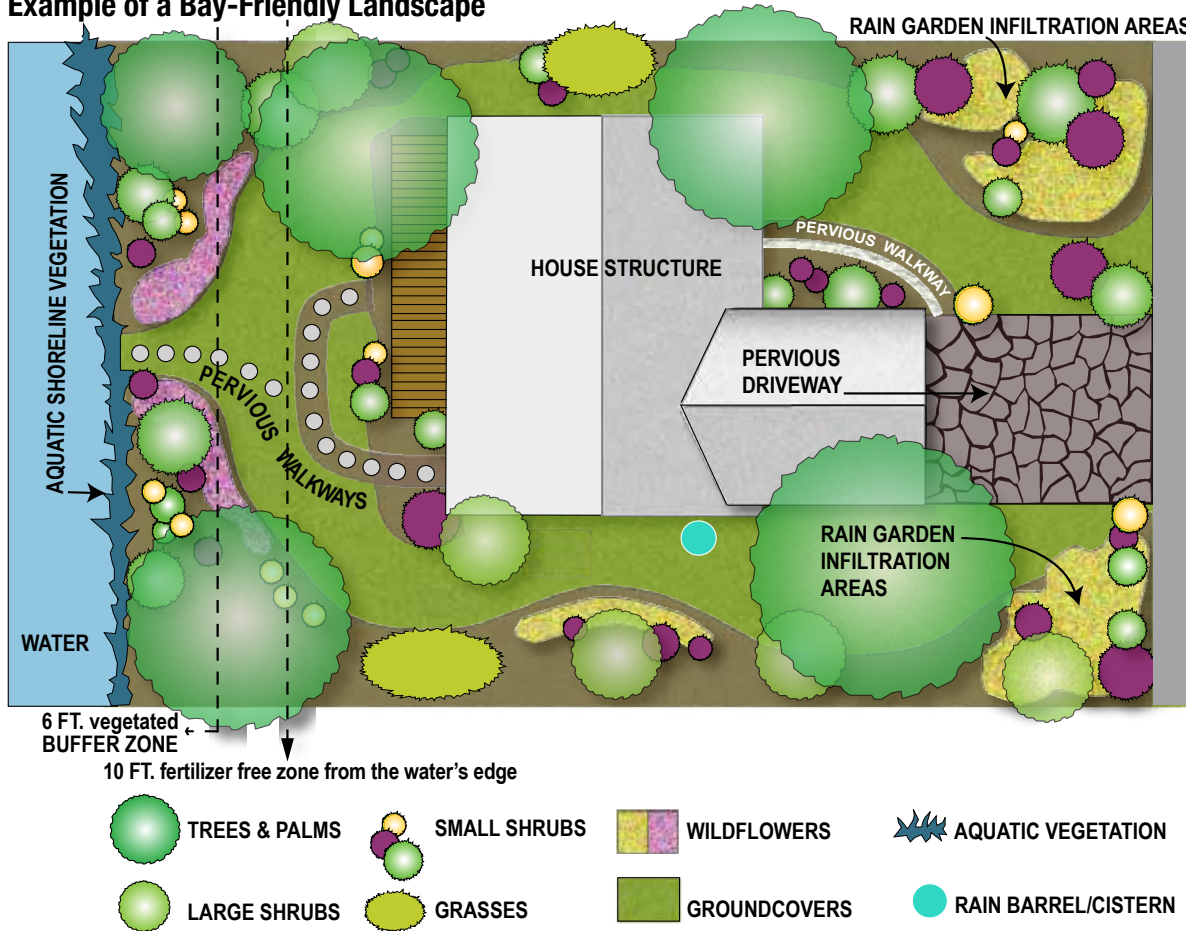 Example of a Bay-Friendly Landscape
RAIN GARDEN INFILTRATION AREAS
AQUATIC SHORELINE VEGETATION
PERVIOUS WALKWAY
HOUSE STRUCTURE
PERVIOUS
DRIVEWAY
PERVIOUS
WALKWAYS
RAIN GARDEN
INFILTRATION
AREAS
WATER
6 FT. vegetated
BUFFER ZONE
10 FT. fertilizer free zone from the water's edge
TREES & PALMS
SMALL SHRUBS
WILDFLOWERS
AQUATIC VEGETATION
LARGE SHRUBS
GRASSES
GROUNDCOVERS
RAIN BARREL/CISTERN